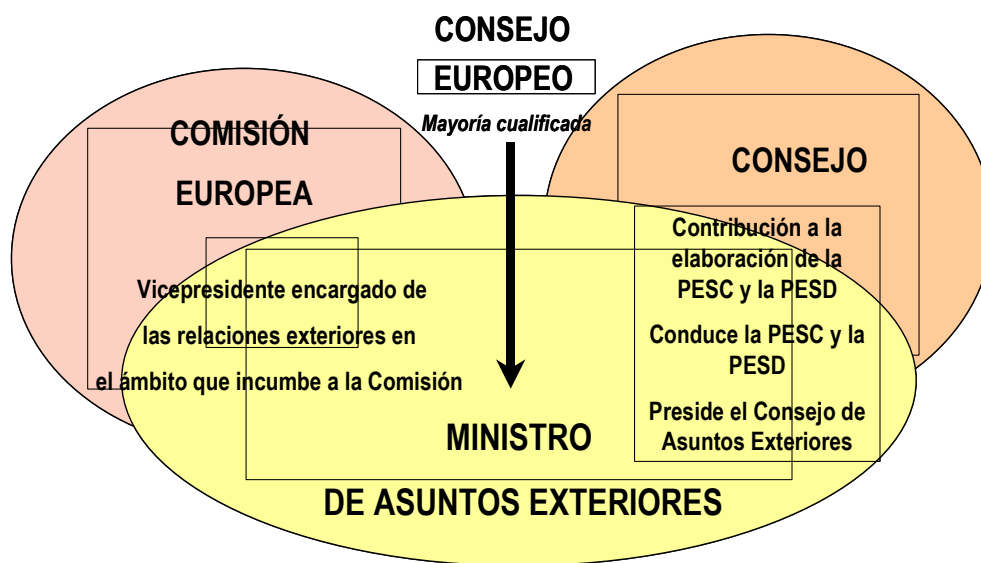 CONSEJO
EUROPEO
Mayoría cualificada
COMISIÓN
EUROPEA
CONSEJO
Vicepresidente encargado de
las relaciones exteriores en
el ámbito que incumbe a la Comisión
Contribución a la
elaboración de la
PESC y la PESD
Conduce la PESC y la
PESD
Preside el Consejo de
Asuntos Exteriores
MINISTRO
DE ASUNTOS EXTERIORES